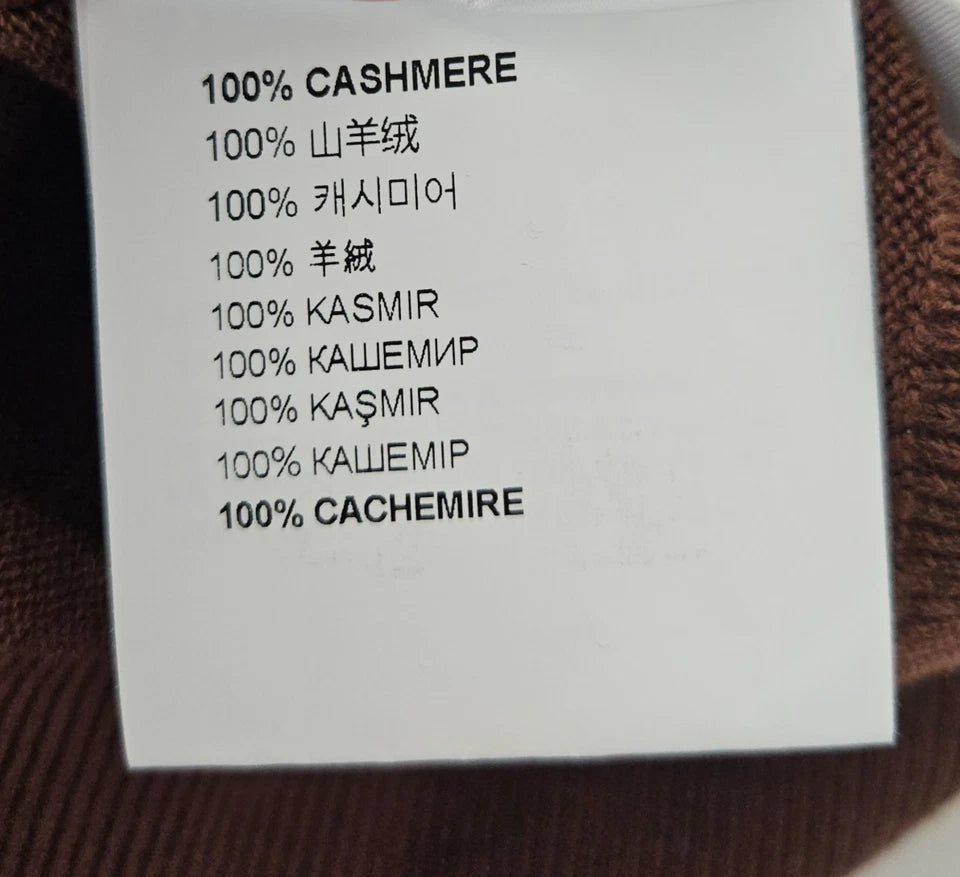 100% CASHMERE
100% 山羊绒
100% 캐시미어
100% 羊絨
100% KASMIR
100% КАШЕМИР
100% KAŞMIR
100% КАШЕМІР
100% CACHEMIRE